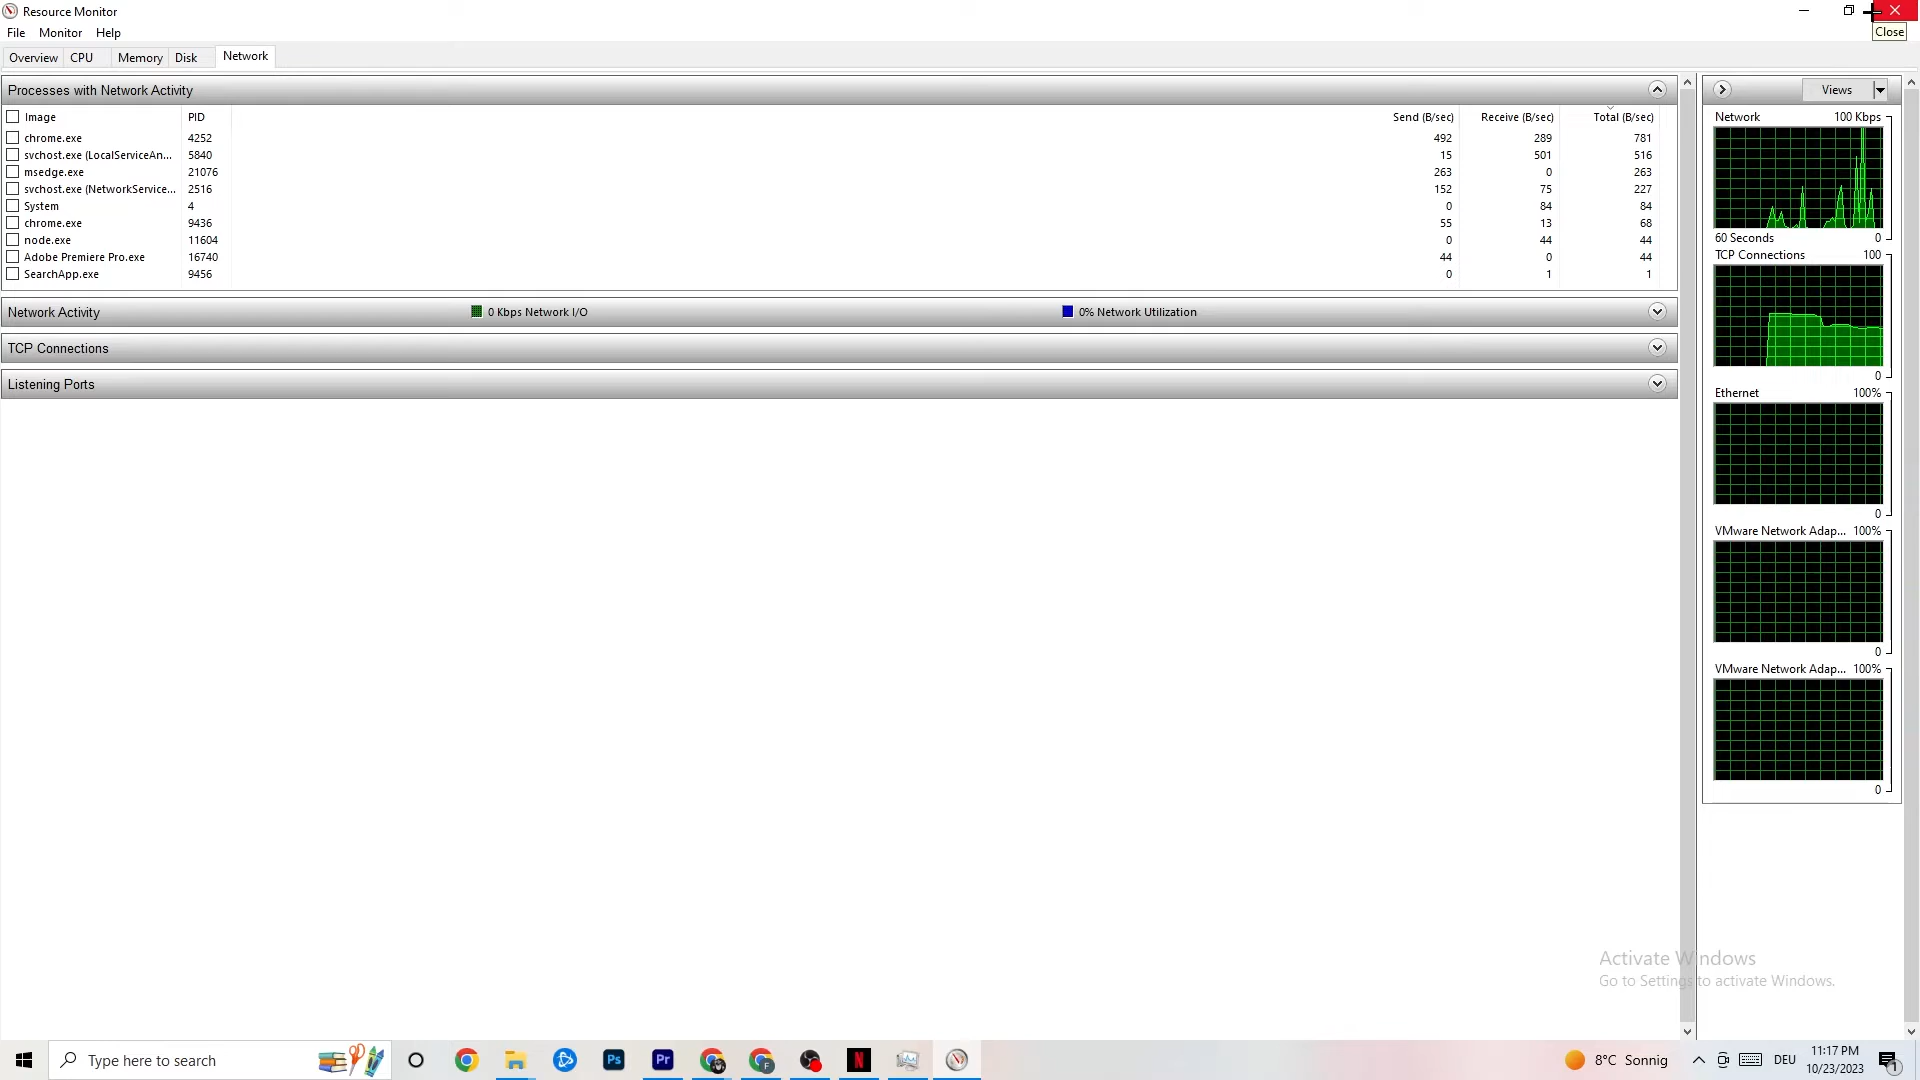 Resource Monitor
Close
File Monitor Help
Overview CPU Memory Disk Network
Processes with Network Activity
Image PID Send (B/sec) Receive (B/sec) Total (B/sec)
chrome.exe 4252 492 289 781
svchost.exe (LocalServiceAn... 5840 15 501 516
msedge.exe 21076 263 0 263
svchost.exe (NetworkService... 2516 152 75 227
System 4 0 84 84
chrome.exe 9436 55 13 68
node.exe 11604 0 44 44
Adobe Premiere Pro.exe 16740 44 0 44
SearchApp.exe 9456 0 1 1
Network Activity 0 Kbps Network I/O 0% Network Utilization
TCP Connections
Listening Ports
Views
Network 100 Kbps
60 Seconds 0
TCP Connections 100
0
Ethernet 100%
0
VMware Network Adap... 100%
0
VMware Network Adap... 100%
0
Activate Windows
Go to Settings to activate Windows.
Type here to search
Ps
Pr
F
N
8°C Sonnig
DEU
11:17 PM
10/23/2023
1